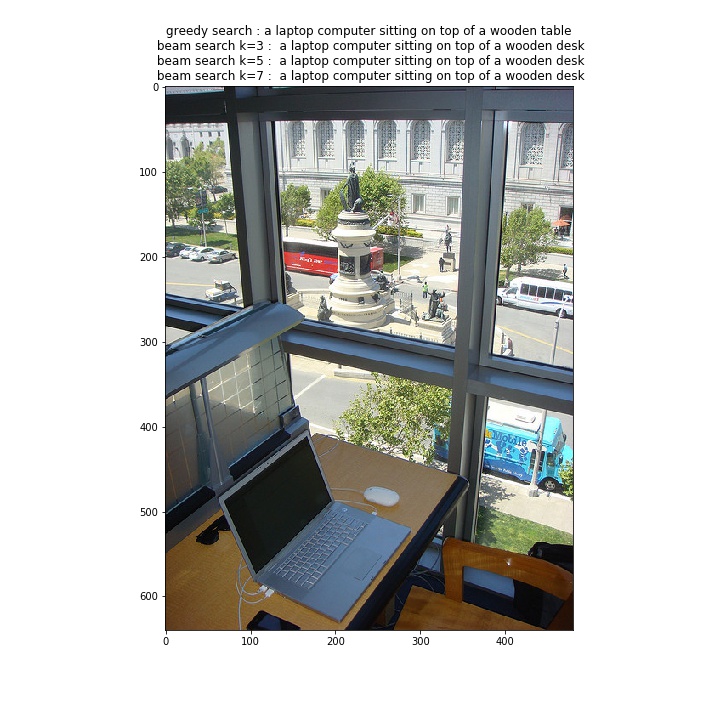 greedy search : a laptop computer sitting on top of a wooden table
beam search k=3 : a laptop computer sitting on top of a wooden desk
beam search k=5 : a laptop computer sitting on top of a wooden desk
beam search k=7 : a laptop computer sitting on top of a wooden desk
0
100
200
300
400
500
600
0 100 200 300 400
Mobile